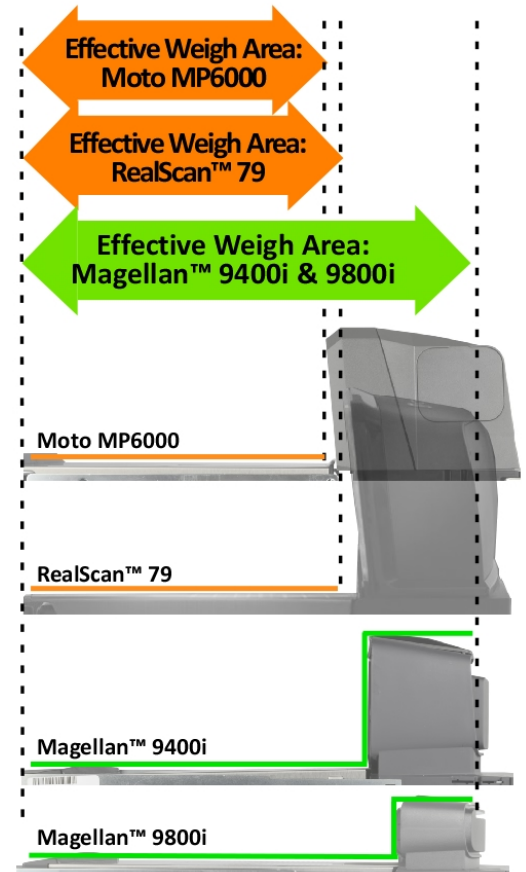 Effective Weigh Area:
Moto MP6000
Effective Weigh Area:
RealScan™ 79
Effective Weigh Area:
Magellan™ 9400i & 9800i
Moto MP6000
RealScan™ 79
Magellan™ 9400i
Magellan™ 9800i